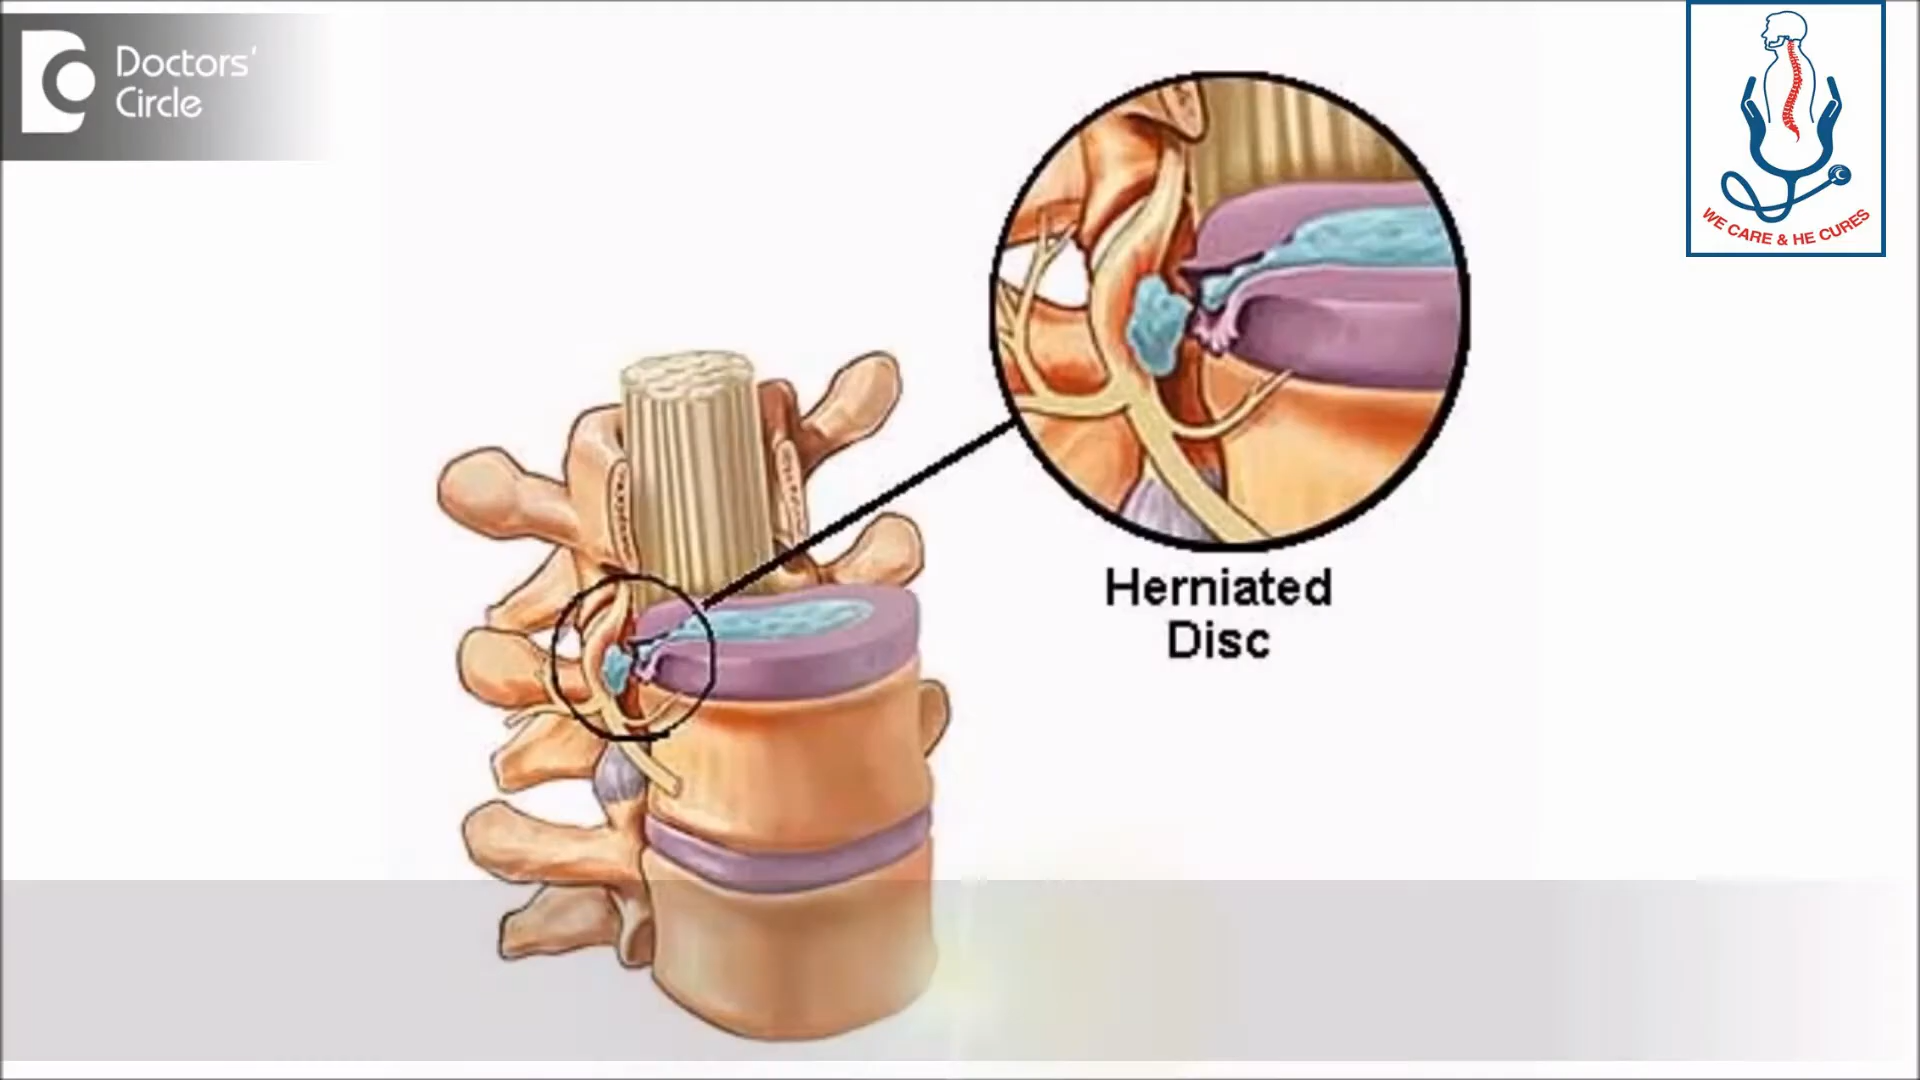 Doctors'
Circle
WE CARE & HE CURES
Herniated
Disc